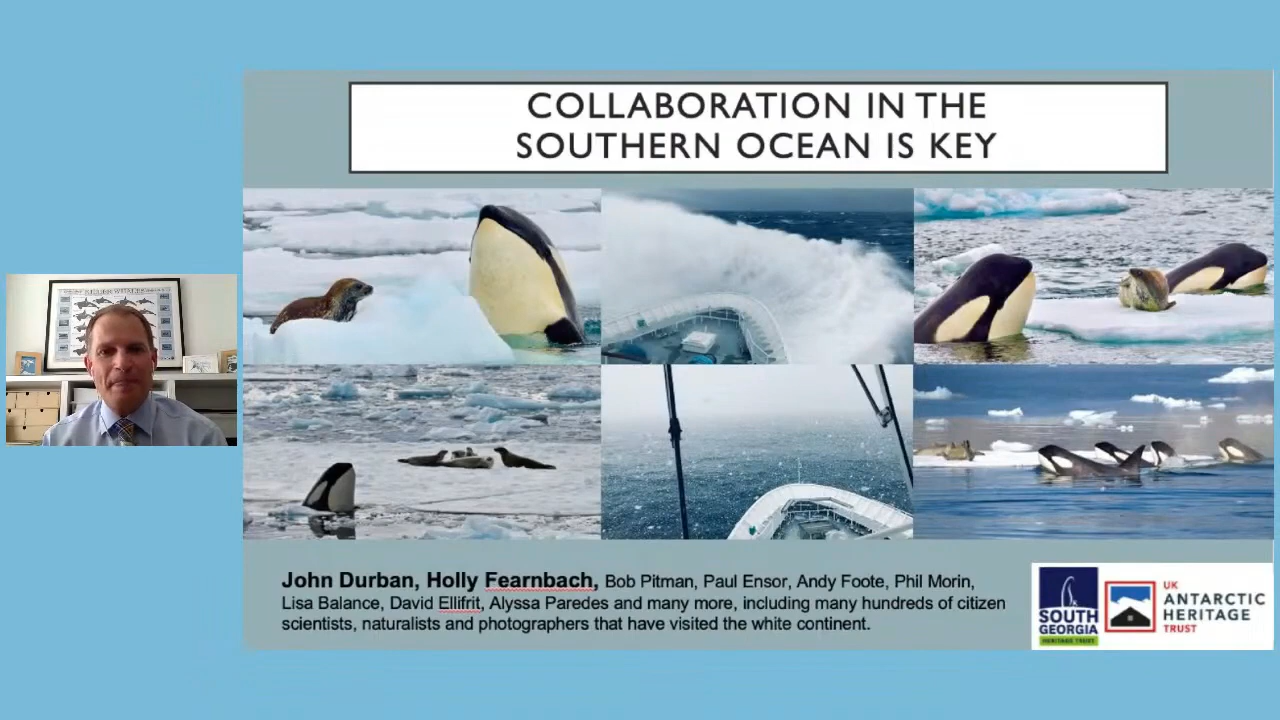 COLLABORATION IN THE
SOUTHERN OCEAN IS KEY
KILLER WHALES
John Durban, Holly Fearnbach, Bob Pitman, Paul Ensor, Andy Foote, Phil Morin,
Lisa Balance, David Ellifrit, Alyssa Paredes and many more, including many hundreds of citizen
scientists, naturalists and photographers that have visited the white continent.
SOUTH
GEORGIA
HERITAGE TRUST
UK
ANTARCTIC
HERITAGE
TRUST